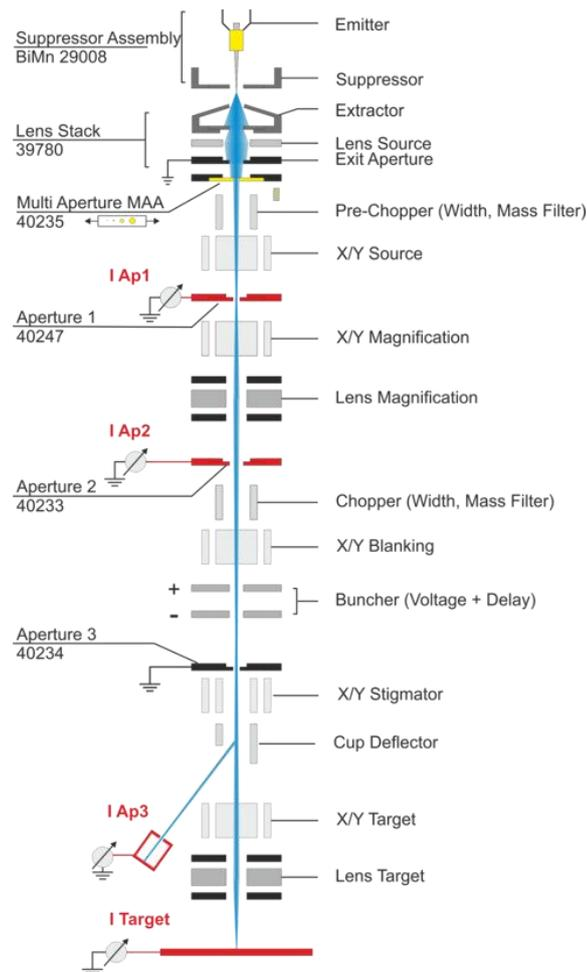 Emitter
Suppressor Assembly
BiMn 29008
Suppressor
Extractor
Lens Stack
39780
Lens Source
Exit Aperture
Multi Aperture MAA
40235
Pre-Chopper (Width, Mass Filter)
X/Y Source
I Ap1
Aperture 1
40247
X/Y Magnification
Lens Magnification
I Ap2
Aperture 2
40233
Chopper (Width, Mass Filter)
X/Y Blanking
+
-
Buncher (Voltage + Delay)
Aperture 3
40234
X/Y Stigmator
Cup Deflector
I Ap3
X/Y Target
Lens Target
I Target